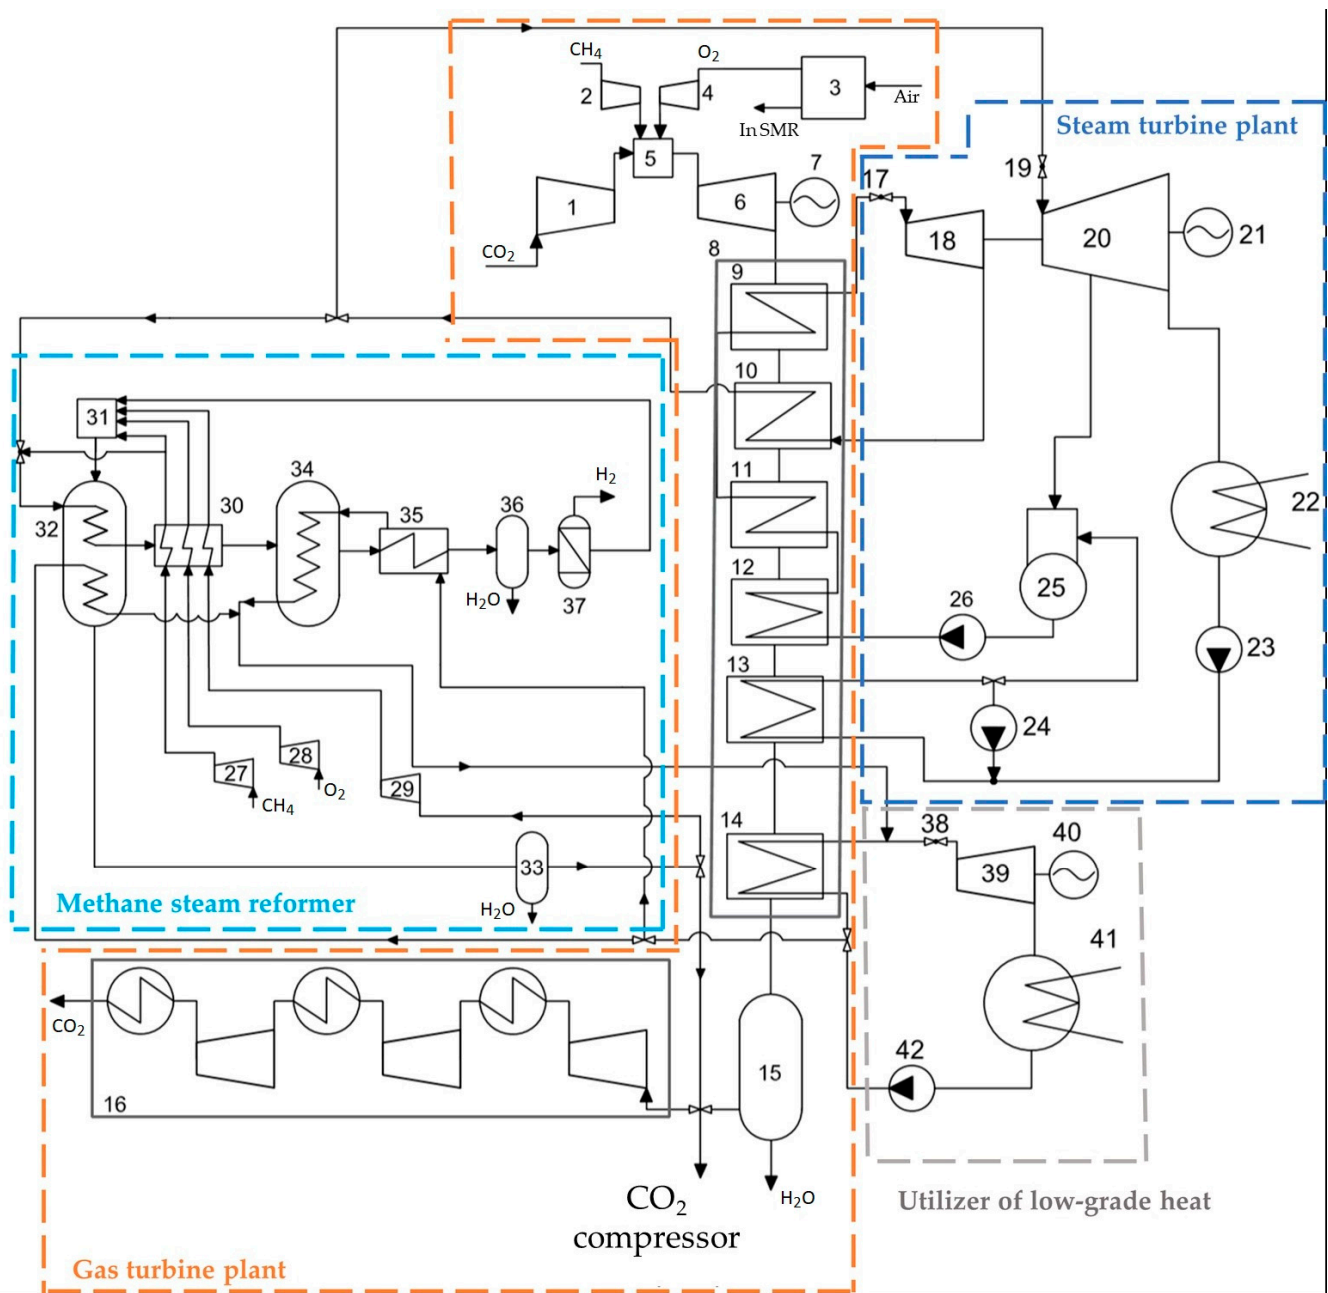 CH₄
O₂
2
4
3
Air
In SMR
Steam turbine plant
5
7
19
17
1
6
18
20
21
CO₂
8
9
10
31
11
34
H₂
32
30
35
36
22
12
H₂O
37
26
25
13
23
24
28
27
29
O₂
CH₄
14
38
40
33
39
Methane steam reformer
H₂O
41
CO₂
42
15
16
CO₂
compressor
H₂O
Utilizer of low-grade heat
Gas turbine plant